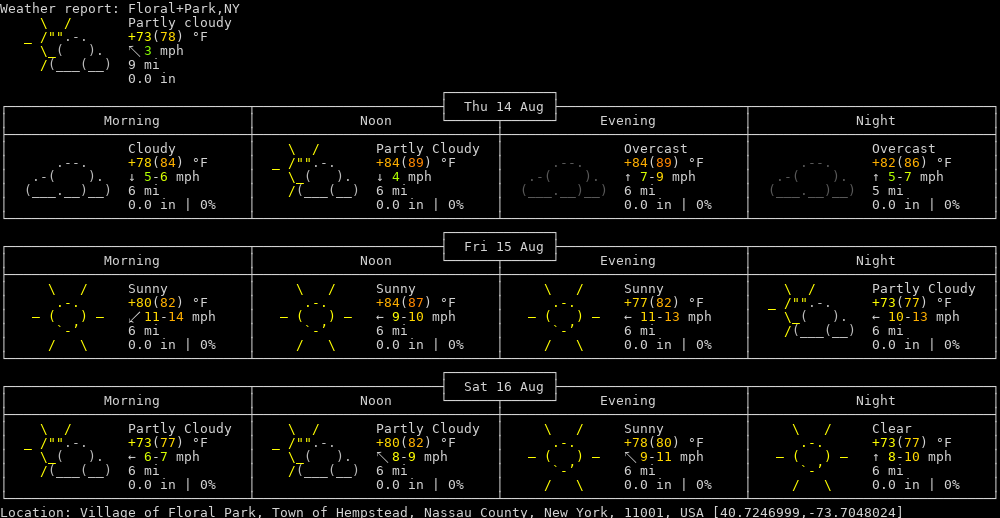 Weather report: Floral+Park,NY
Partly cloudy
+73(78) °F
↖ 3 mph
9 mi
0.0 in
Thu 14 Aug
Morning Noon Evening Night
Cloudy Partly Cloudy Overcast Overcast
+78(84) °F +84(89) °F +84(89) °F +82(86) °F
↓ 5-6 mph ↓ 4 mph ↑ 7-9 mph ↑ 5-7 mph
6 mi 6 mi 6 mi 5 mi
0.0 in | 0% 0.0 in | 0% 0.0 in | 0% 0.0 in | 0%
Fri 15 Aug
Morning Noon Evening Night
Sunny Sunny Sunny Partly Cloudy
+80(82) °F +84(87) °F +77(82) °F +73(77) °F
↙ 11-14 mph ← 9-10 mph ← 11-13 mph ← 10-13 mph
6 mi 6 mi 6 mi 6 mi
0.0 in | 0% 0.0 in | 0% 0.0 in | 0% 0.0 in | 0%
Sat 16 Aug
Morning Noon Evening Night
Partly Cloudy Partly Cloudy Sunny Clear
+73(77) °F +80(82) °F +78(80) °F +73(77) °F
← 6-7 mph ↖ 8-9 mph ↖ 9-11 mph ↑ 8-10 mph
6 mi 6 mi 6 mi 6 mi
0.0 in | 0% 0.0 in | 0% 0.0 in | 0% 0.0 in | 0%
Location: Village of Floral Park, Town of Hempstead, Nassau County, New York, 11001, USA [40.7246999,-73.7048024]